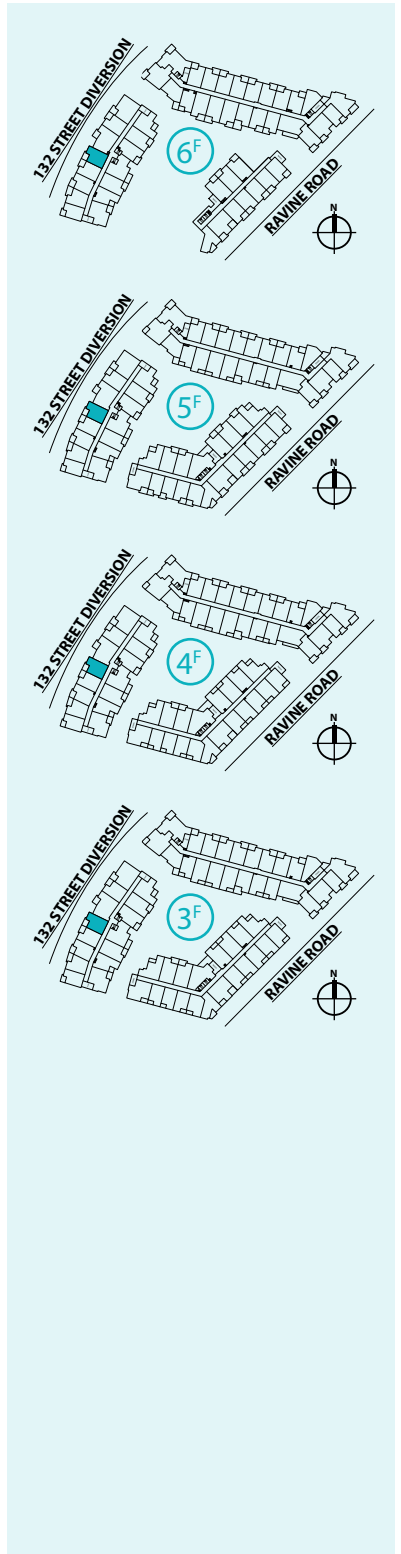 132 STREET DIVERSION
6F
RAVINE ROAD
N
132 STREET DIVERSION
5F
RAVINE ROAD
N
132 STREET DIVERSION
4F
RAVINE ROAD
N
132 STREET DIVERSION
3F
RAVINE ROAD
N